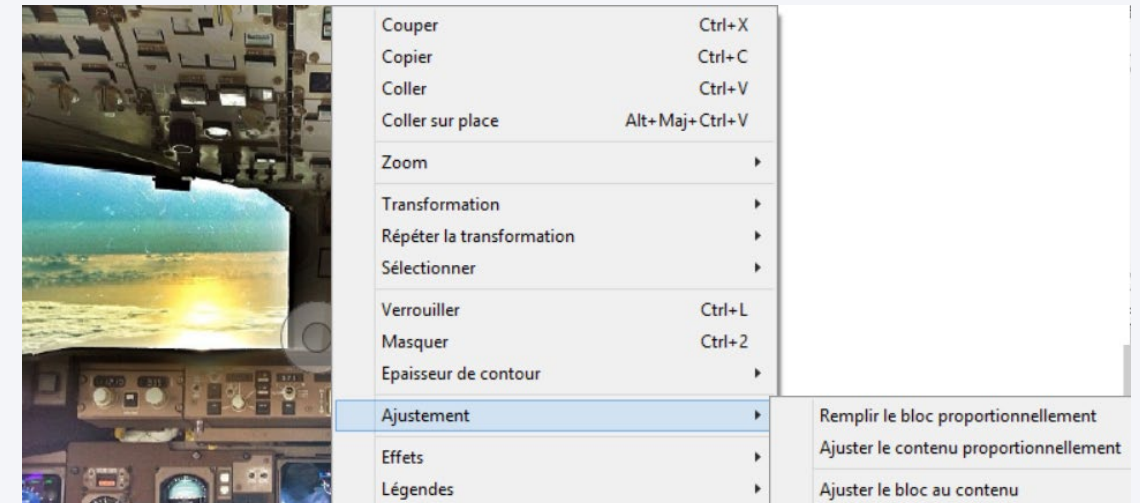 Couper Ctrl+X
Copier Ctrl+C
Coller Ctrl+V
Coller sur place Alt+Maj+Ctrl+V
Zoom
Transformation
Répéter la transformation
Sélectionner
Verrouiller Ctrl+L
Masquer Ctrl+2
Epaisseur de contour
Ajustement
Remplir le bloc proportionnellement
Ajuster le contenu proportionnellement
Effets
Légendes
Ajuster le bloc au contenu